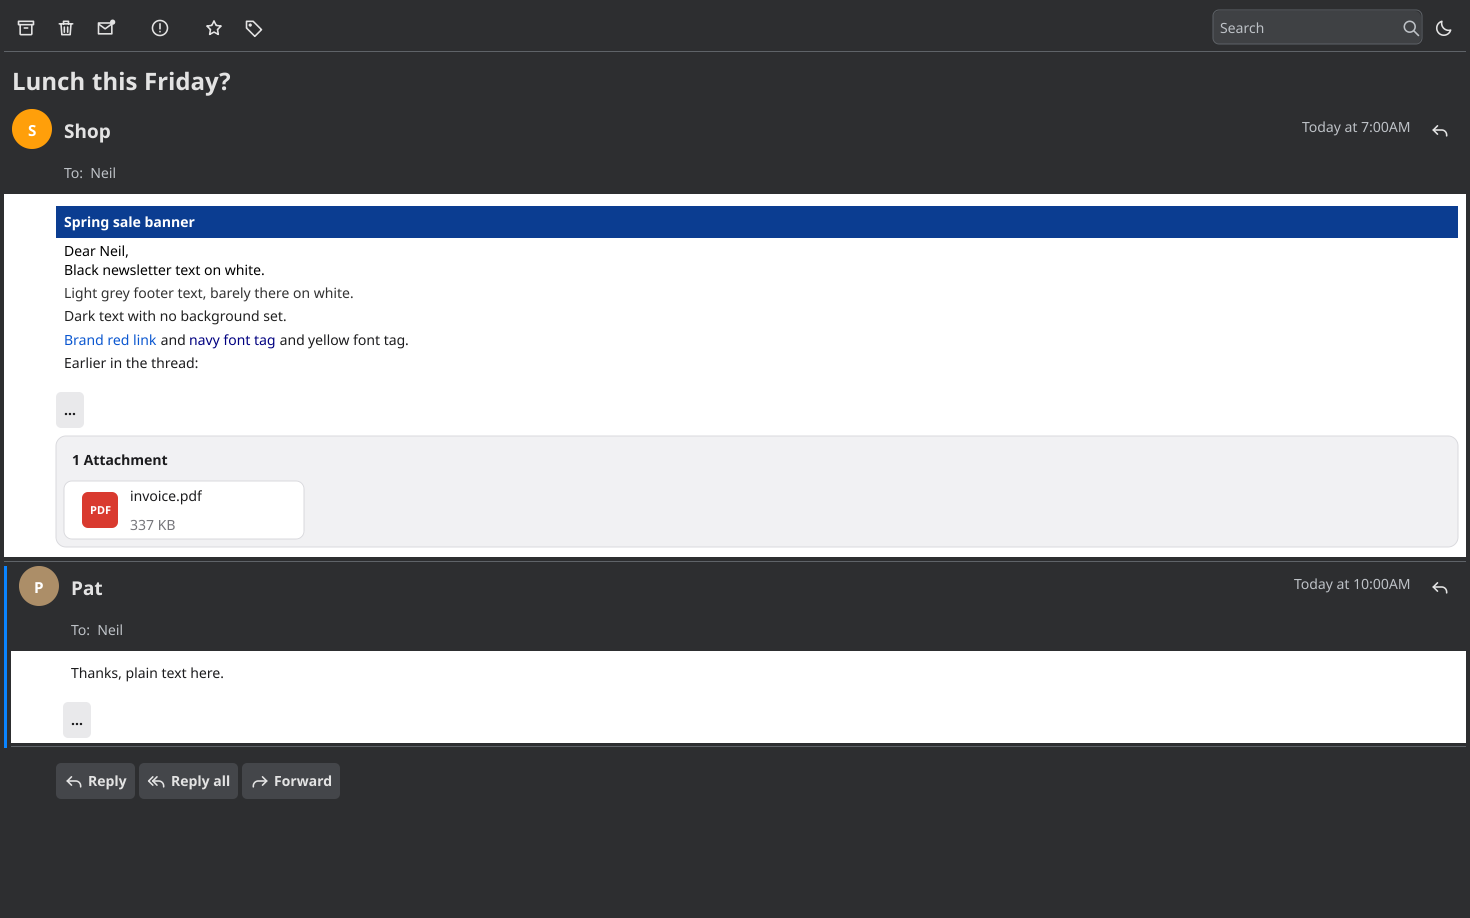 Search
Lunch this Friday?
S
Shop
Today at 7:00AM
To: Neil
Spring sale banner
Dear Neil,
Black newsletter text on white.
Light grey footer text, barely there on white.
Dark text with no background set.
Brand red link and navy font tag and yellow font tag.
Earlier in the thread:
...
1 Attachment
PDF
invoice.pdf
337 KB
P
Pat
Today at 10:00AM
To: Neil
Thanks, plain text here.
...
Reply
Reply all
Forward